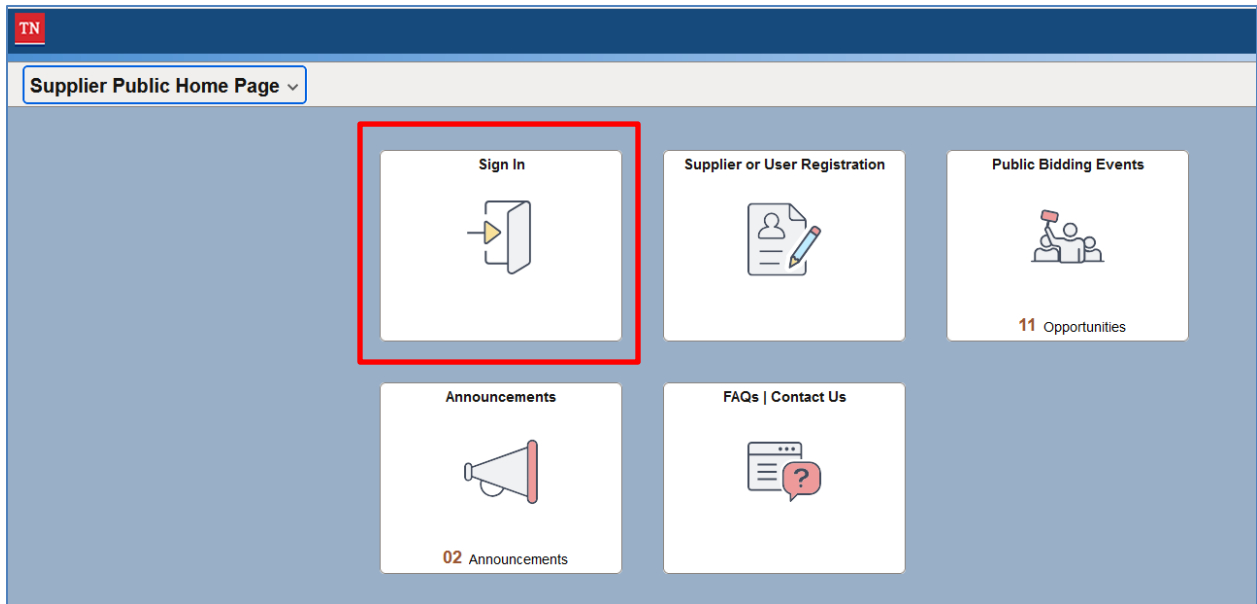 TN
Supplier Public Home Page
Sign In
Supplier or User Registration
Public Bidding Events
11 Opportunities
Announcements
FAQs | Contact Us
?
02 Announcements